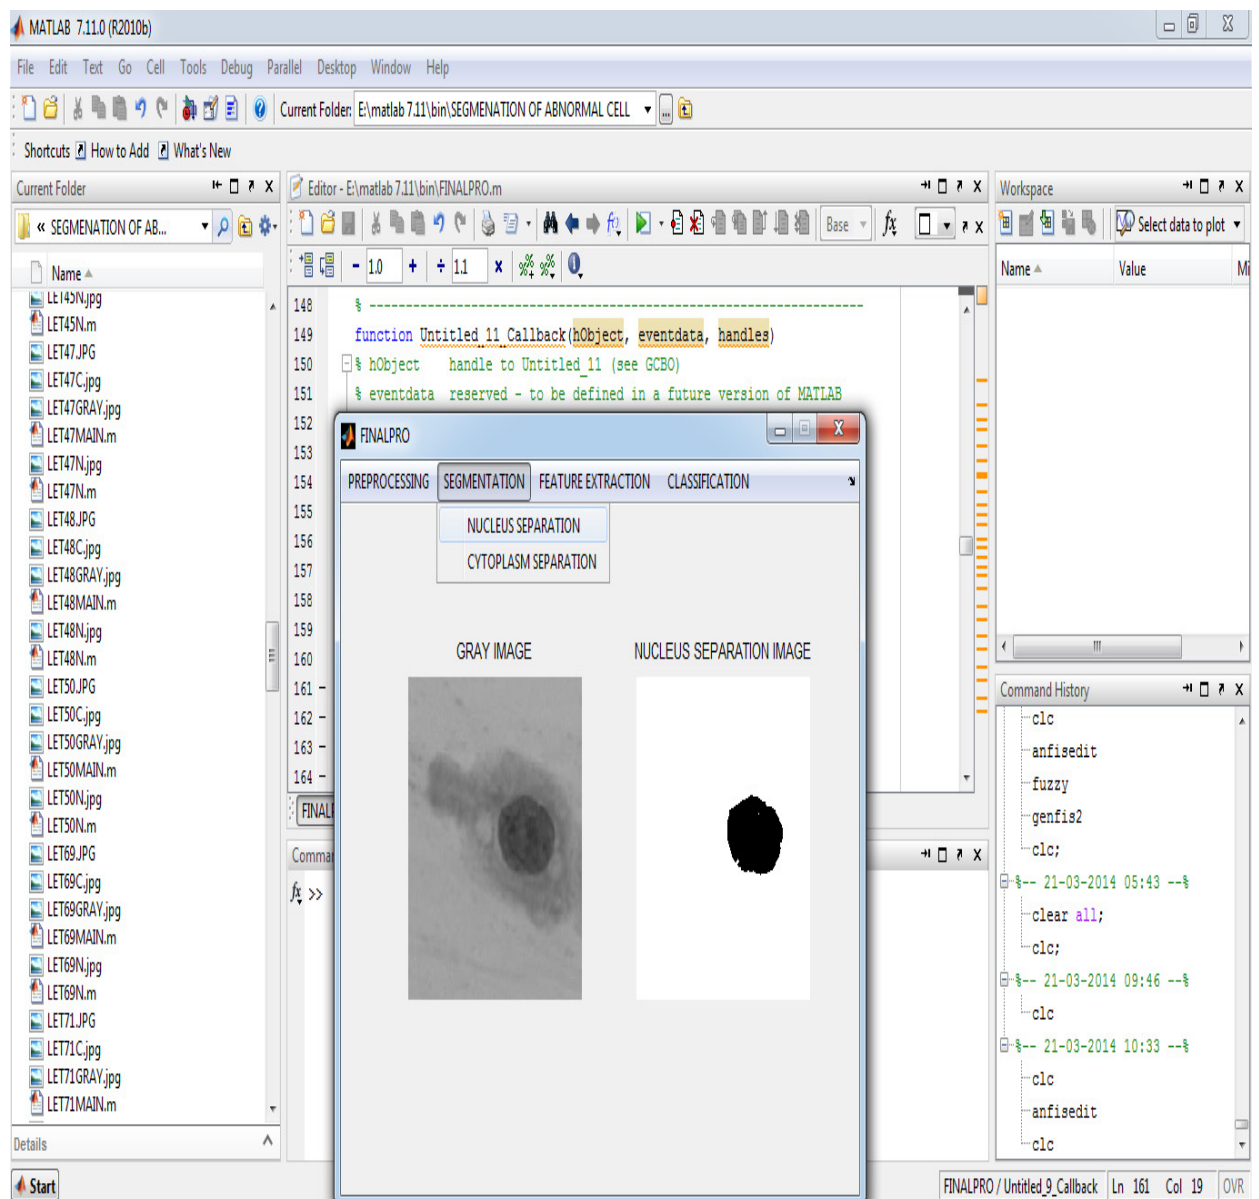 MATLAB 7.11.0 (R2010b)
File Edit Text Go Cell Tools Debug Parallel Desktop Window Help
Current Folder: E:\matlab 7.11\bin\SEGMENATION OF ABNORMAL CELL
Shortcuts How to Add What's New
Current Folder
« SEGMENATION OF AB...
Name
LET45N.jpg
LET45N.m
LET47.JPG
LET47C.jpg
LET47GRAY.jpg
LET47MAIN.m
LET47N.jpg
LET47N.m
LET48.JPG
LET48C.jpg
LET48GRAY.jpg
LET48MAIN.m
LET48N.jpg
LET48N.m
LET50.JPG
LET50C.jpg
LET50GRAY.jpg
LET50MAIN.m
LET50N.jpg
LET50N.m
LET69.JPG
LET69C.jpg
LET69GRAY.jpg
LET69MAIN.m
LET69N.jpg
LET69N.m
LET71.JPG
LET71C.jpg
LET71GRAY.jpg
LET71MAIN.m
Details
Start
Editor - E:\matlab 7.11\bin\FINALPRO.m
Base fx
- 1.0 + ÷ 1.1 x
148 % --------------------------------------------------------------------
149 function Untitled_11_Callback(hObject, eventdata, handles)
150 % hObject handle to Untitled_11 (see GCBO)
151 % eventdata reserved - to be defined in a future version of MATLAB
152
153
154
155
156
157
158
159
160
161 -
162 -
163 -
164 -
FINALP
Comma
fx >>
FINALPRO
PREPROCESSING SEGMENTATION FEATURE EXTRACTION CLASSIFICATION
NUCLEUS SEPARATION
CYTOPLASM SEPARATION
GRAY IMAGE NUCLEUS SEPARATION IMAGE
Workspace
Select data to plot
Name Value Mi
Command History
clc
anfisedit
fuzzy
genfis2
clc;
%-- 21-03-2014 05:43 --%
clear all;
clc;
%-- 21-03-2014 09:46 --%
clc
%-- 21-03-2014 10:33 --%
clc
anfisedit
clc
FINALPRO / Untitled_9_Callback Ln 161 Col 19 OVR